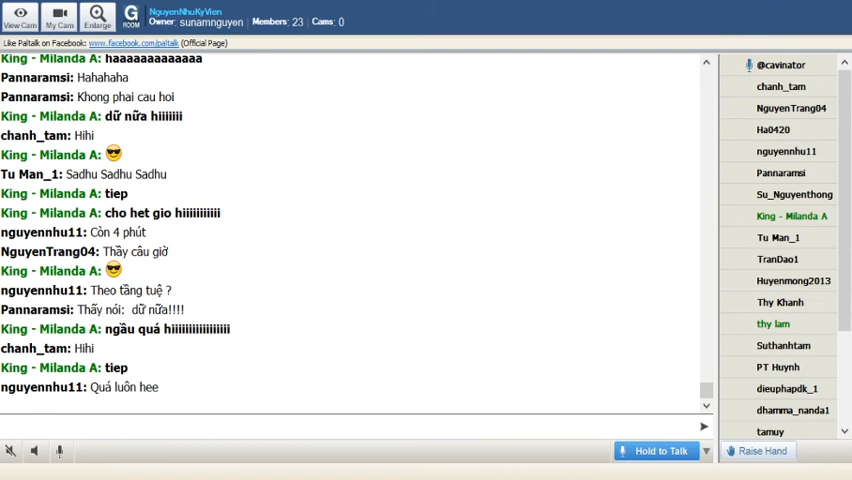 NguyenNhuKyVien
G ROOM
Owner: sunamnguyen Members: 23 Cams: 0
View Cam My Cam Enlarge
Like Paltalk on Facebook: www.facebook.com/paltalk (Official Page)
King - Milanda A: haaaaaaaaaaaaa
Pannaramsi: Hahahaha
Pannaramsi: Khong phai cau hoi
King - Milanda A: dữ nữa hiiiiiii
chanh_tam: Hihi
King - Milanda A:
Tu Man_1: Sadhu Sadhu Sadhu
King - Milanda A: tiep
King - Milanda A: cho het gio hiiiiiiiiiii
nguyennhu11: Còn 4 phút
NguyenTrang04: Thầy câu giờ
King - Milanda A:
nguyennhu11: Theo tầng tuệ ?
Pannaramsi: Thấy nói: dữ nữa!!!!
King - Milanda A: ngầu quá hiiiiiiiiiiiiiiiii
chanh_tam: Hihi
King - Milanda A: tiep
nguyennhu11: Quá luôn hee
Hold to Talk
@cavinator
chanh_tam
NguyenTrang04
Ha0420
nguyennhu11
Pannaramsi
Su_Nguyenthong
King - Milanda A
Tu Man_1
TranDao1
Huyenmong2013
Thy Khanh
thy lam
Suthanhtam
PT Huynh
dieuphapdk_1
dhamma_nanda1
tamuy
Raise Hand